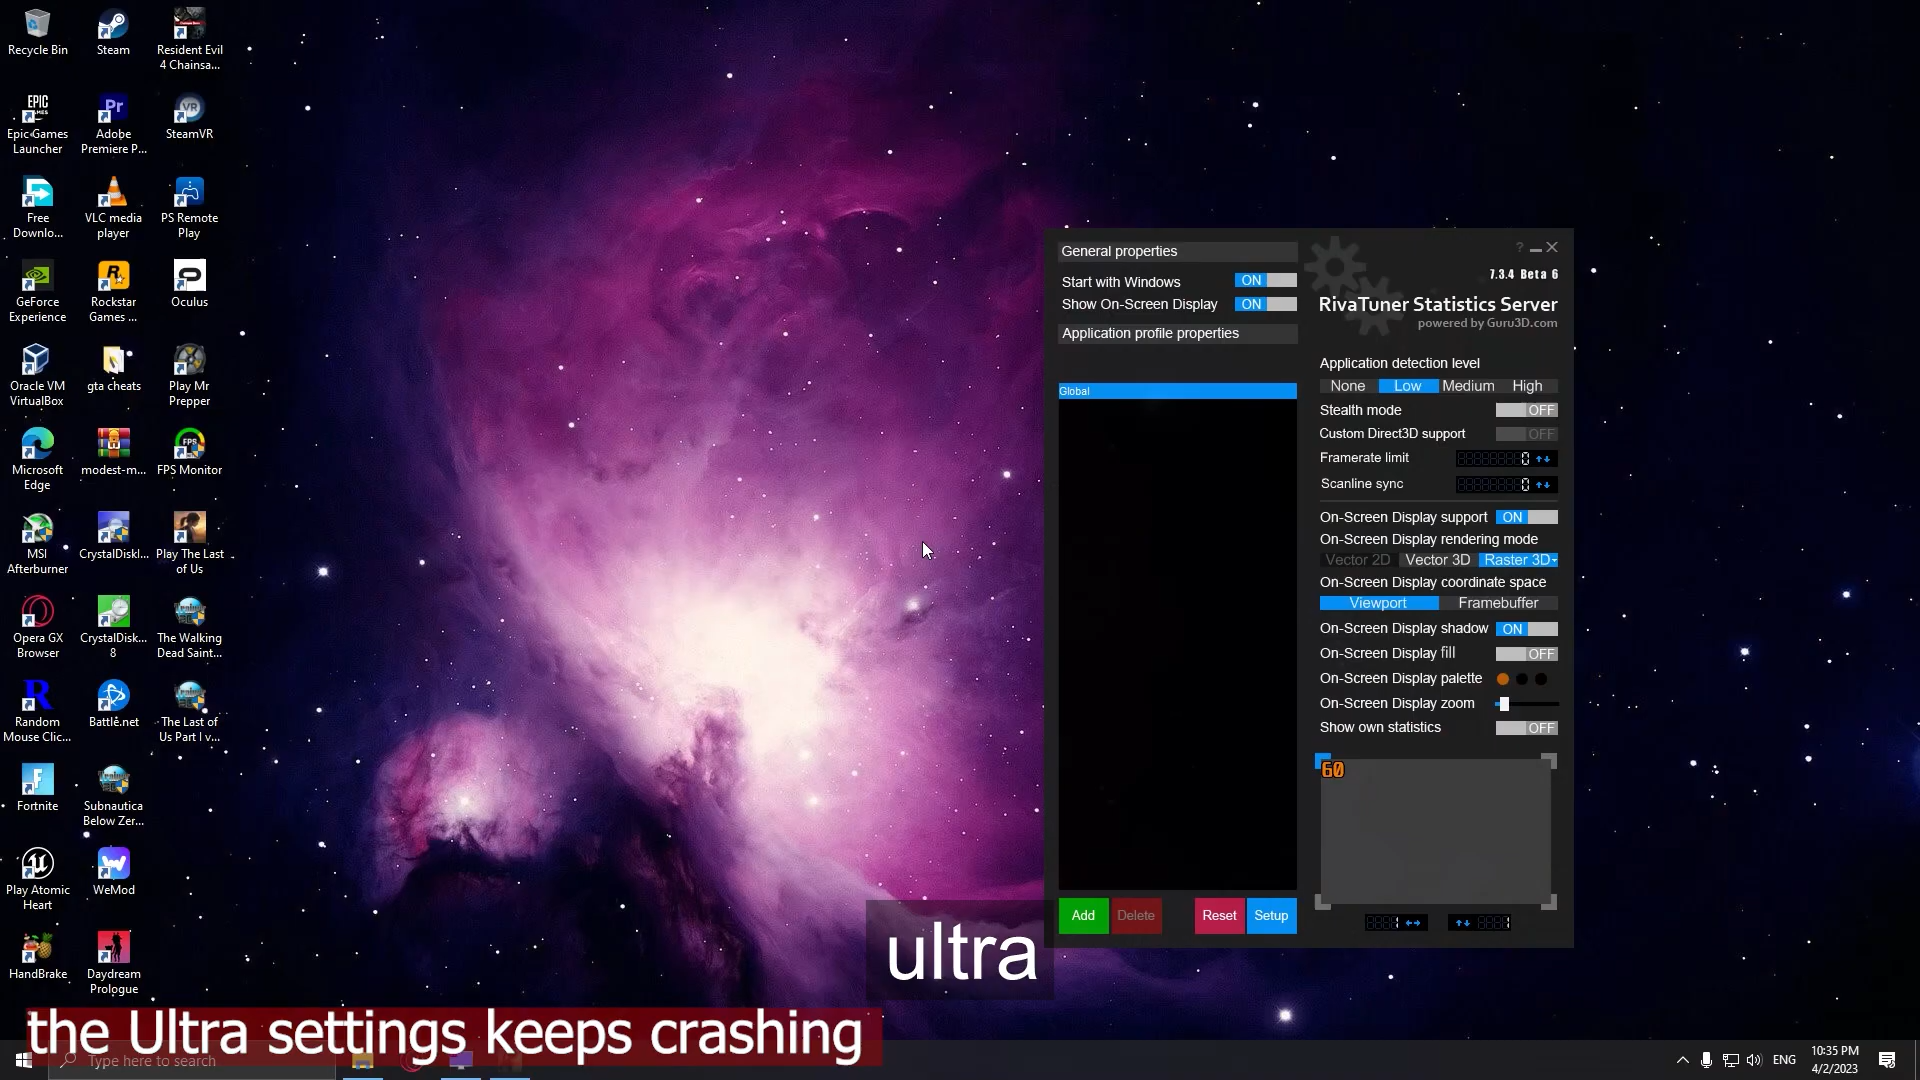 Recycle Bin
Steam
Resident Evil
4 Chainsa...
EPIC
GAMES
Epic Games
Launcher
Pr
Adobe
Premiere P...
VR
SteamVR
Free
Downlo...
VLC media
player
PS Remote
Play
GeForce
Experience
Rockstar
Games ...
Oculus
Oracle VM
VirtualBox
gta cheats
Play Mr
Prepper
Microsoft
Edge
modest-m...
FPS
FPS Monitor
MSI
Afterburner
CrystalDiskI...
Play The Last
of Us
Opera GX
Browser
CrystalDisk...
8
The Walking
Dead Saint...
Random
Mouse Clic...
Battle.net
The Last of
Us Part I v...
Fortnite
Subnautica
Below Zer...
Play Atomic
Heart
WeMod
HandBrake
Daydream
Prologue
General properties
Start with Windows ON
Show On-Screen Display ON
Application profile properties
Global
Add
Delete
Reset
Setup
? 
7.3.4 Beta 6
RivaTuner Statistics Server
powered by Guru3D.com
Application detection level
None Low Medium High
Stealth mode OFF
Custom Direct3D support OFF
Framerate limit 0
Scanline sync 0
On-Screen Display support ON
On-Screen Display rendering mode
Vector 2D Vector 3D Raster 3D
On-Screen Display coordinate space
Viewport Framebuffer
On-Screen Display shadow ON
On-Screen Display fill OFF
On-Screen Display palette
On-Screen Display zoom
Show own statistics OFF
60
1 1
ultra
the Ultra settings keeps crashing
Type here to search
ENG
10:35 PM
4/2/2023